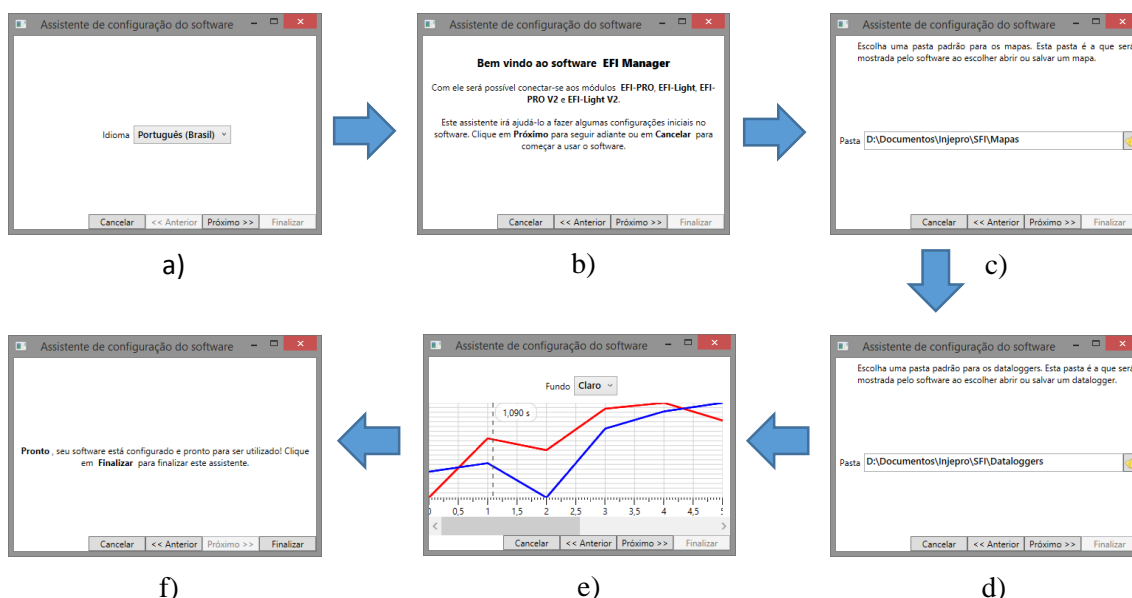 Assistente de configuração do software
Idioma Português (Brasil)
Cancelar << Anterior Próximo >> Finalizar
a)
Assistente de configuração do software
Bem vindo ao software EFI Manager
Com ele será possível conectar-se aos módulos EFI-PRO, EFI-Light, EFI-
PRO V2 e EFI-Light V2.
Este assistente irá ajudá-lo a fazer algumas configurações iniciais no
software. Clique em Próximo para seguir adiante ou em Cancelar para
começar a usar o software.
Cancelar << Anterior Próximo >> Finalizar
b)
Assistente de configuração do software
Escolha uma pasta padrão para os mapas. Esta pasta é a que será
mostrada pelo software ao escolher abrir ou salvar um mapa.
Pasta D:\Documentos\Injepro\SFI\Mapas
Cancelar << Anterior Próximo >> Finalizar
c)
Assistente de configuração do software
Escolha uma pasta padrão para os dataloggers. Esta pasta é a que será
mostrada pelo software ao escolher abrir ou salvar um datalogger.
Pasta D:\Documentos\Injepro\SFI\Dataloggers
Cancelar << Anterior Próximo >> Finalizar
d)
Assistente de configuração do software
Fundo Claro
1,090 s
0 0,5 1 1,5 2 2,5 3 3,5 4 4,5 5
Cancelar << Anterior Próximo >> Finalizar
e)
Assistente de configuração do software
Pronto , seu software está configurado e pronto para ser utilizado! Clique
em Finalizar para finalizar este assistente.
Cancelar << Anterior Próximo >> Finalizar
f)